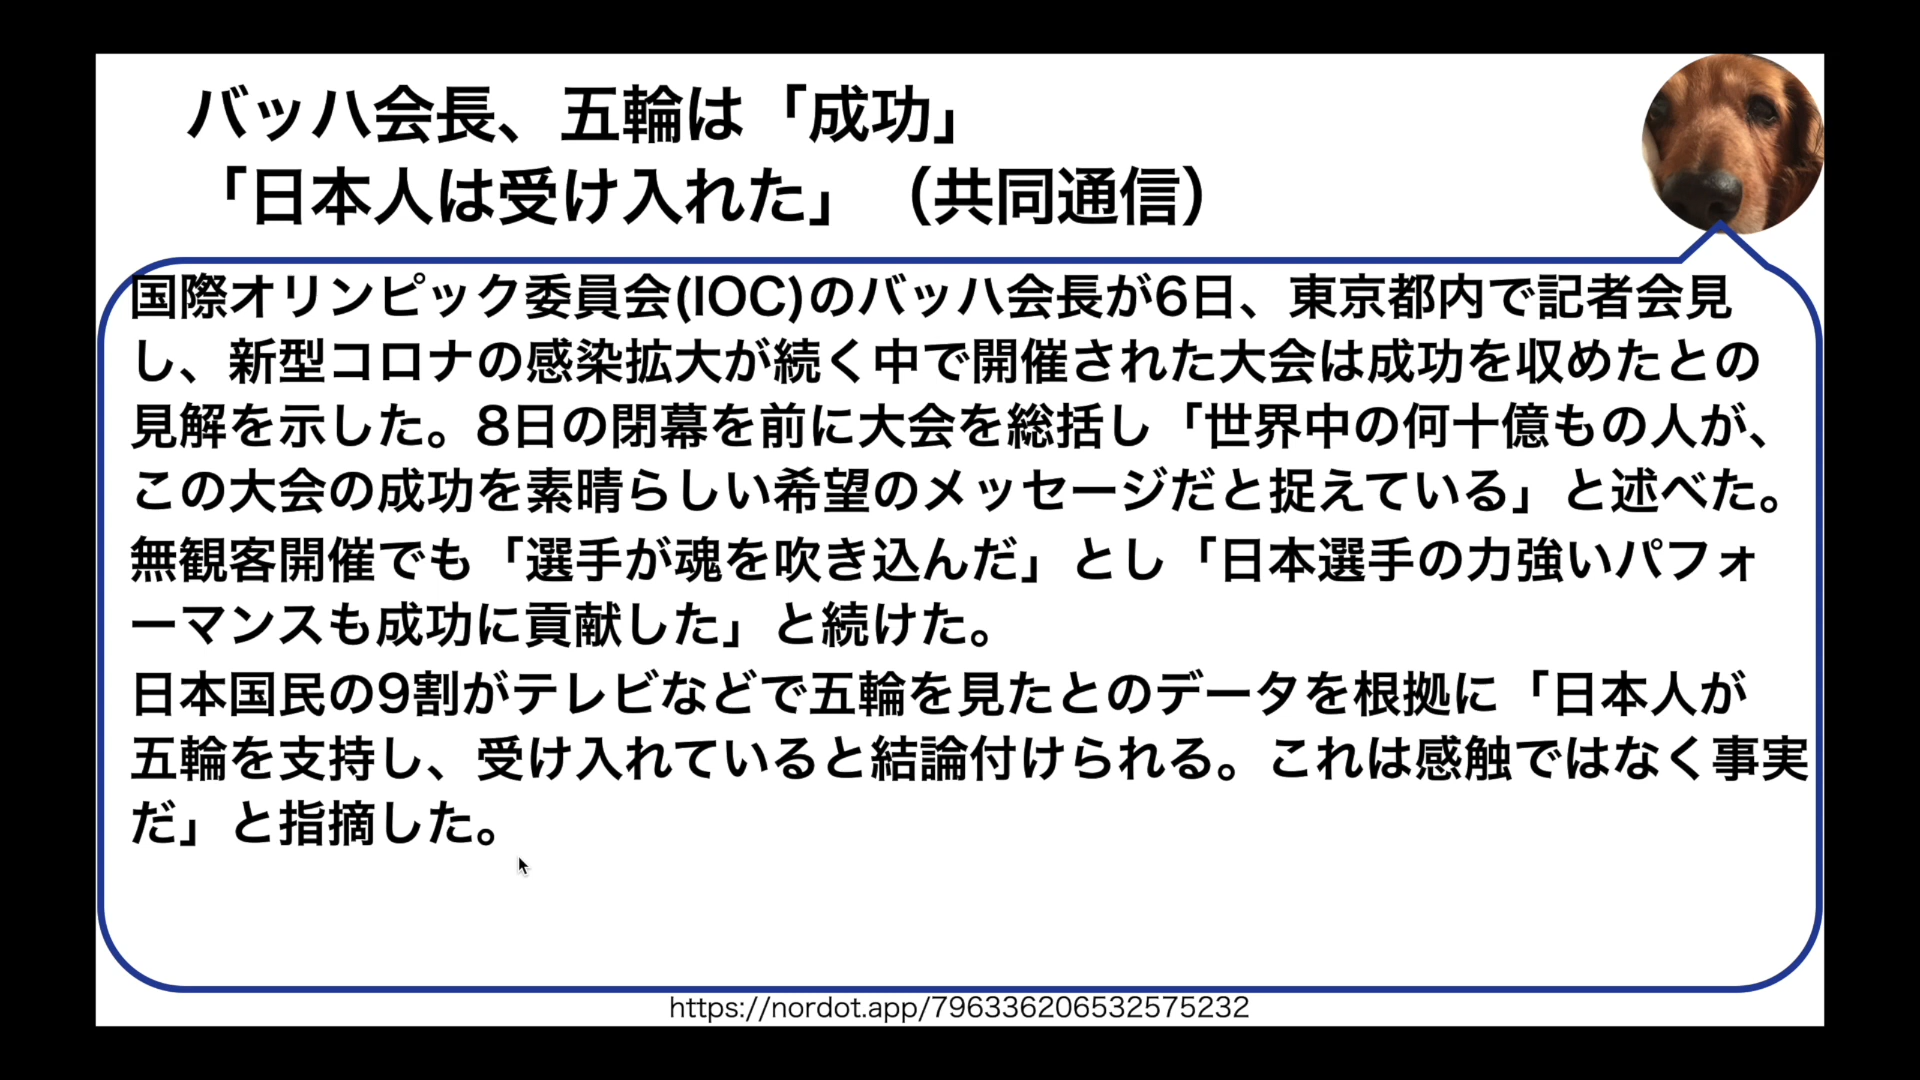 バッハ会長、五輪は「成功」
「日本人は受け入れた」（共同通信）
国際オリンピック委員会(IOC)のバッハ会長が6日、東京都内で記者会見
し、新型コロナの感染拡大が続く中で開催された大会は成功を収めたとの
見解を示した。8日の閉幕を前に大会を総括し「世界中の何十億もの人が、
この大会の成功を素晴らしい希望のメッセージだと捉えている」と述べた。
無観客開催でも「選手が魂を吹き込んだ」とし「日本選手の力強いパフォ
ーマンスも成功に貢献した」と続けた。
日本国民の9割がテレビなどで五輪を見たとのデータを根拠に「日本人が
五輪を支持し、受け入れていると結論付けられる。これは感触ではなく事実
だ」と指摘した。
https://nordot.app/796336206532575232